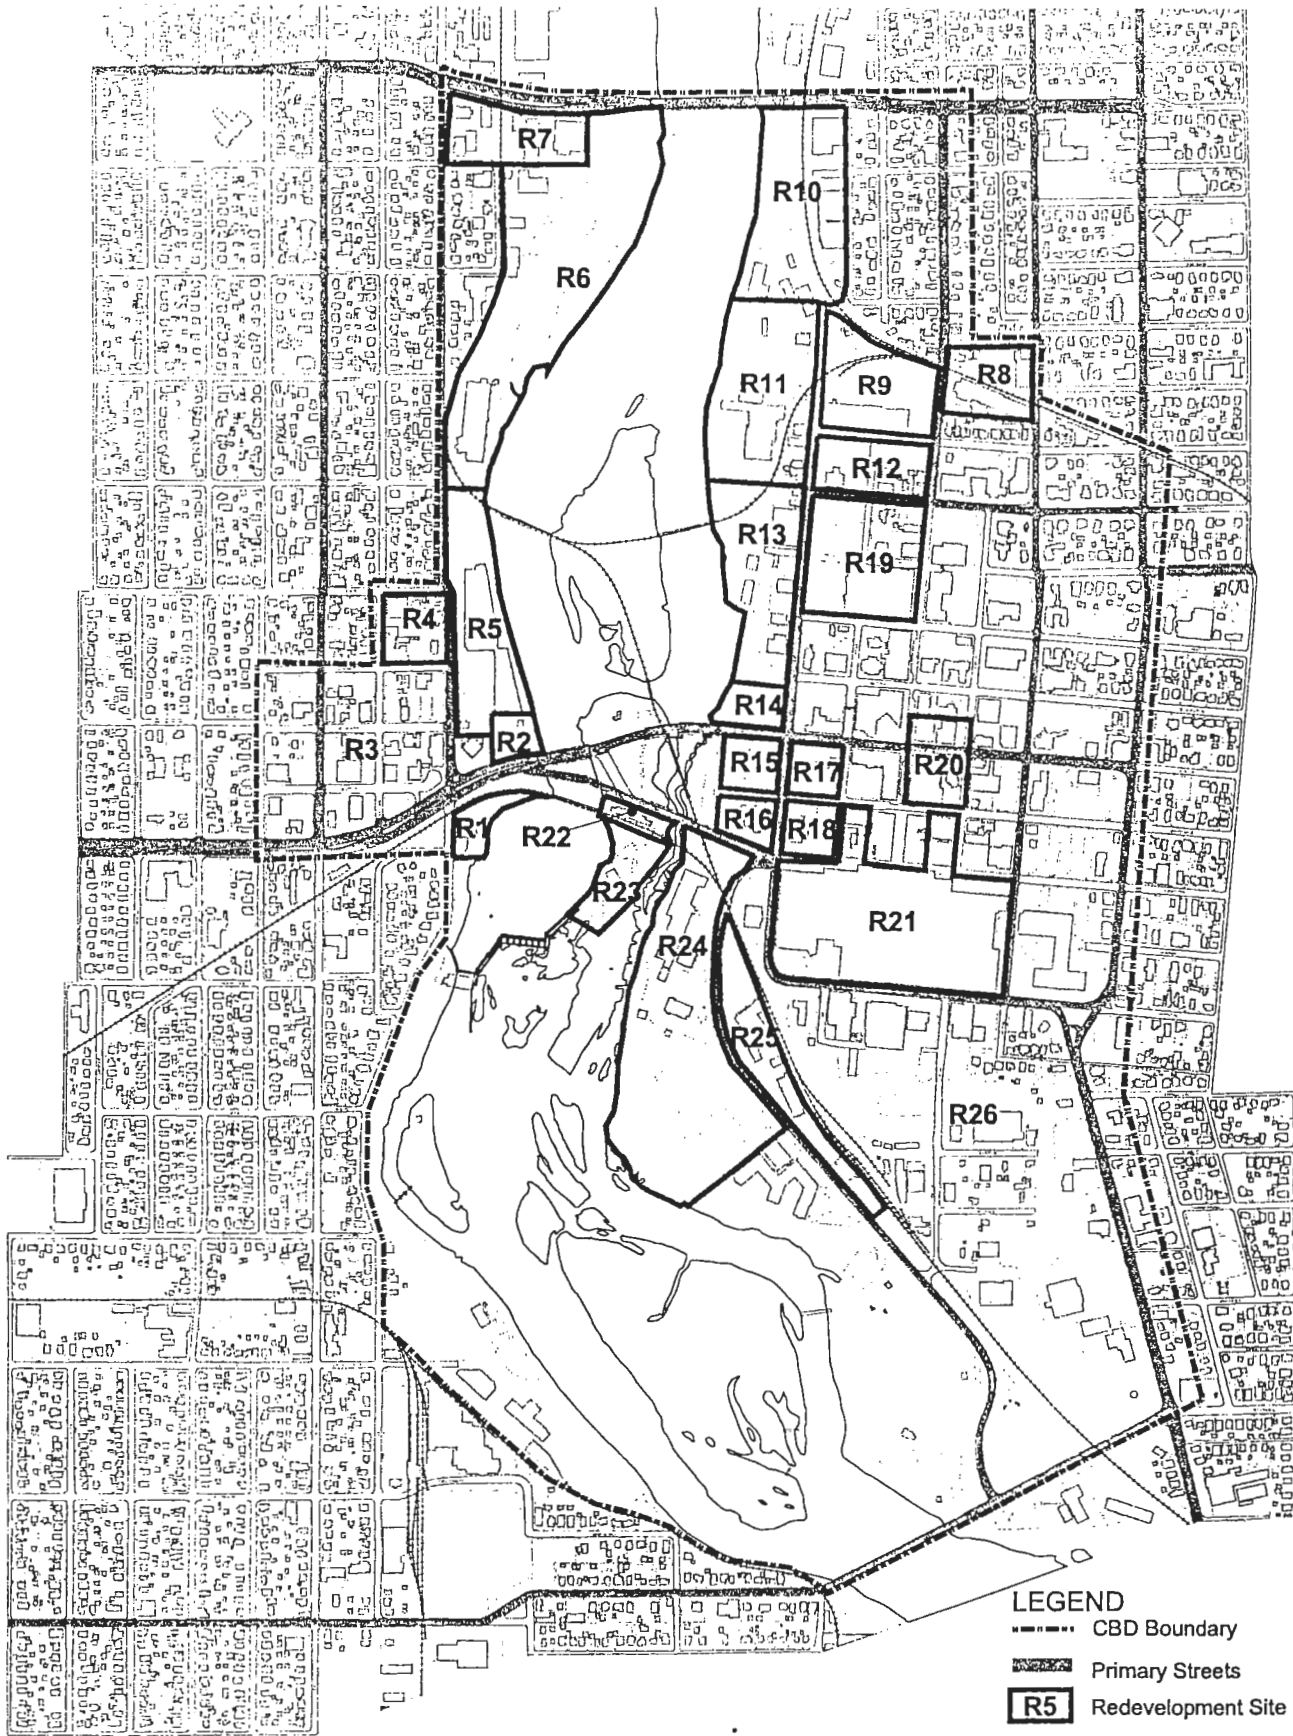 R7
R10
R6
R8
R11
R9
R12
R13
R19
R4
R5
R14
R2
R3
R15
R17
R20
R1
R16
R18
R22
R23
R21
R24
R25
R26
LEGEND
CBD Boundary
Primary Streets
R5 Redevelopment Site